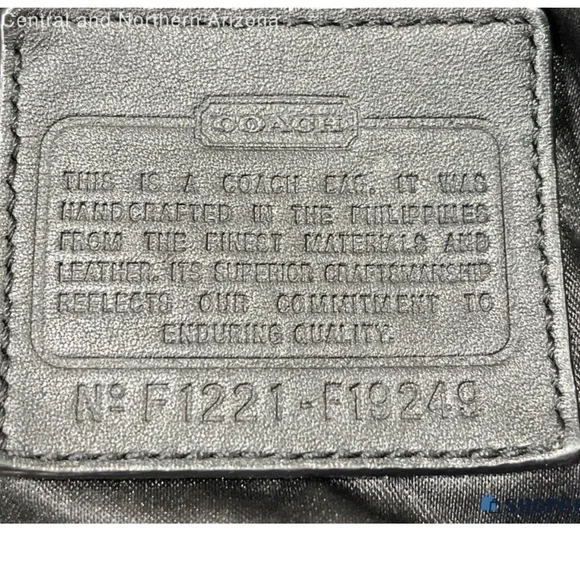 Central and Northern Arizona
COACH
THIS IS A COACH BAG. IT WAS
HANDCRAFTED IN THE PHILIPPINES
FROM THE FINEST MATERIALS AND
LEATHER. ITS SUPERIOR CRAFTSMANSHIP
REFLECTS OUR COMMITMENT TO
ENDURING QUALITY.
Nº F1221-F19249